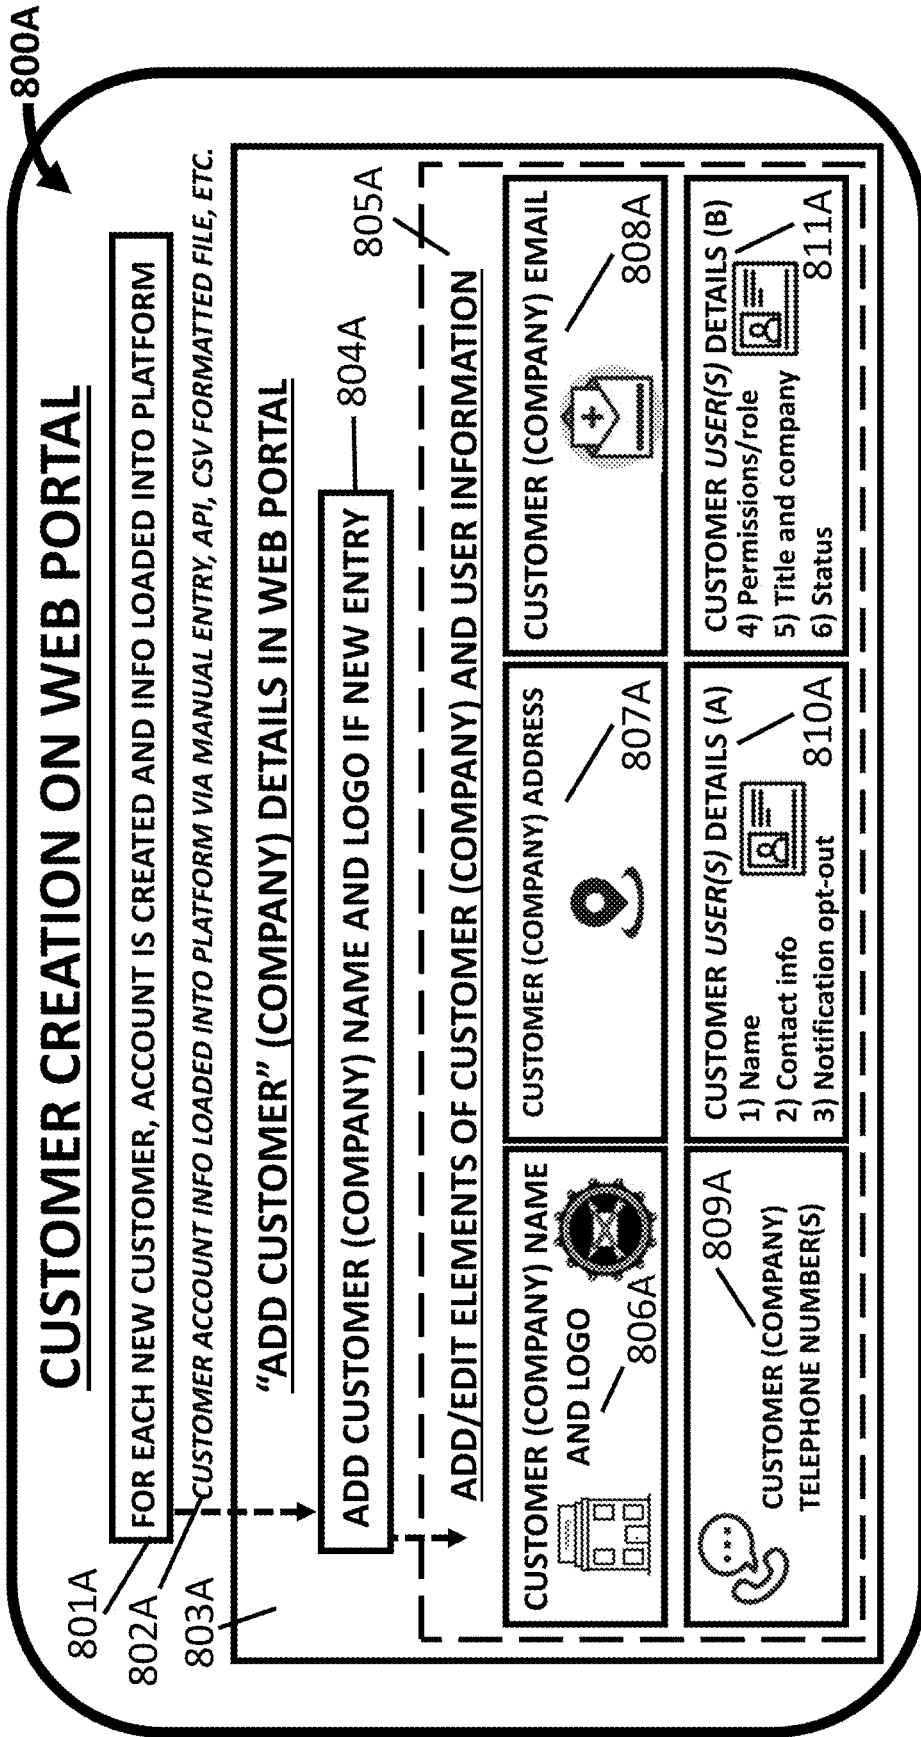 800A
CUSTOMER CREATION ON WEB PORTAL
801A
FOR EACH NEW CUSTOMER, ACCOUNT IS CREATED AND INFO LOADED INTO PLATFORM
802A
CUSTOMER ACCOUNT INFO LOADED INTO PLATFORM VIA MANUAL ENTRY, API, CSV FORMATTED FILE, ETC.
803A
“ADD CUSTOMER” (COMPANY) DETAILS IN WEB PORTAL
804A
ADD CUSTOMER (COMPANY) NAME AND LOGO IF NEW ENTRY
805A
ADD/EDIT ELEMENTS OF CUSTOMER (COMPANY) AND USER INFORMATION
CUSTOMER (COMPANY) NAME
AND LOGO
806A
CUSTOMER (COMPANY) ADDRESS
807A
CUSTOMER (COMPANY) EMAIL
808A
809A
CUSTOMER (COMPANY)
TELEPHONE NUMBER(S)
CUSTOMER USER(S) DETAILS (A)
1) Name
2) Contact info
3) Notification opt-out
810A
CUSTOMER USER(S) DETAILS (B)
4) Permissions/role
5) Title and company
6) Status
811A